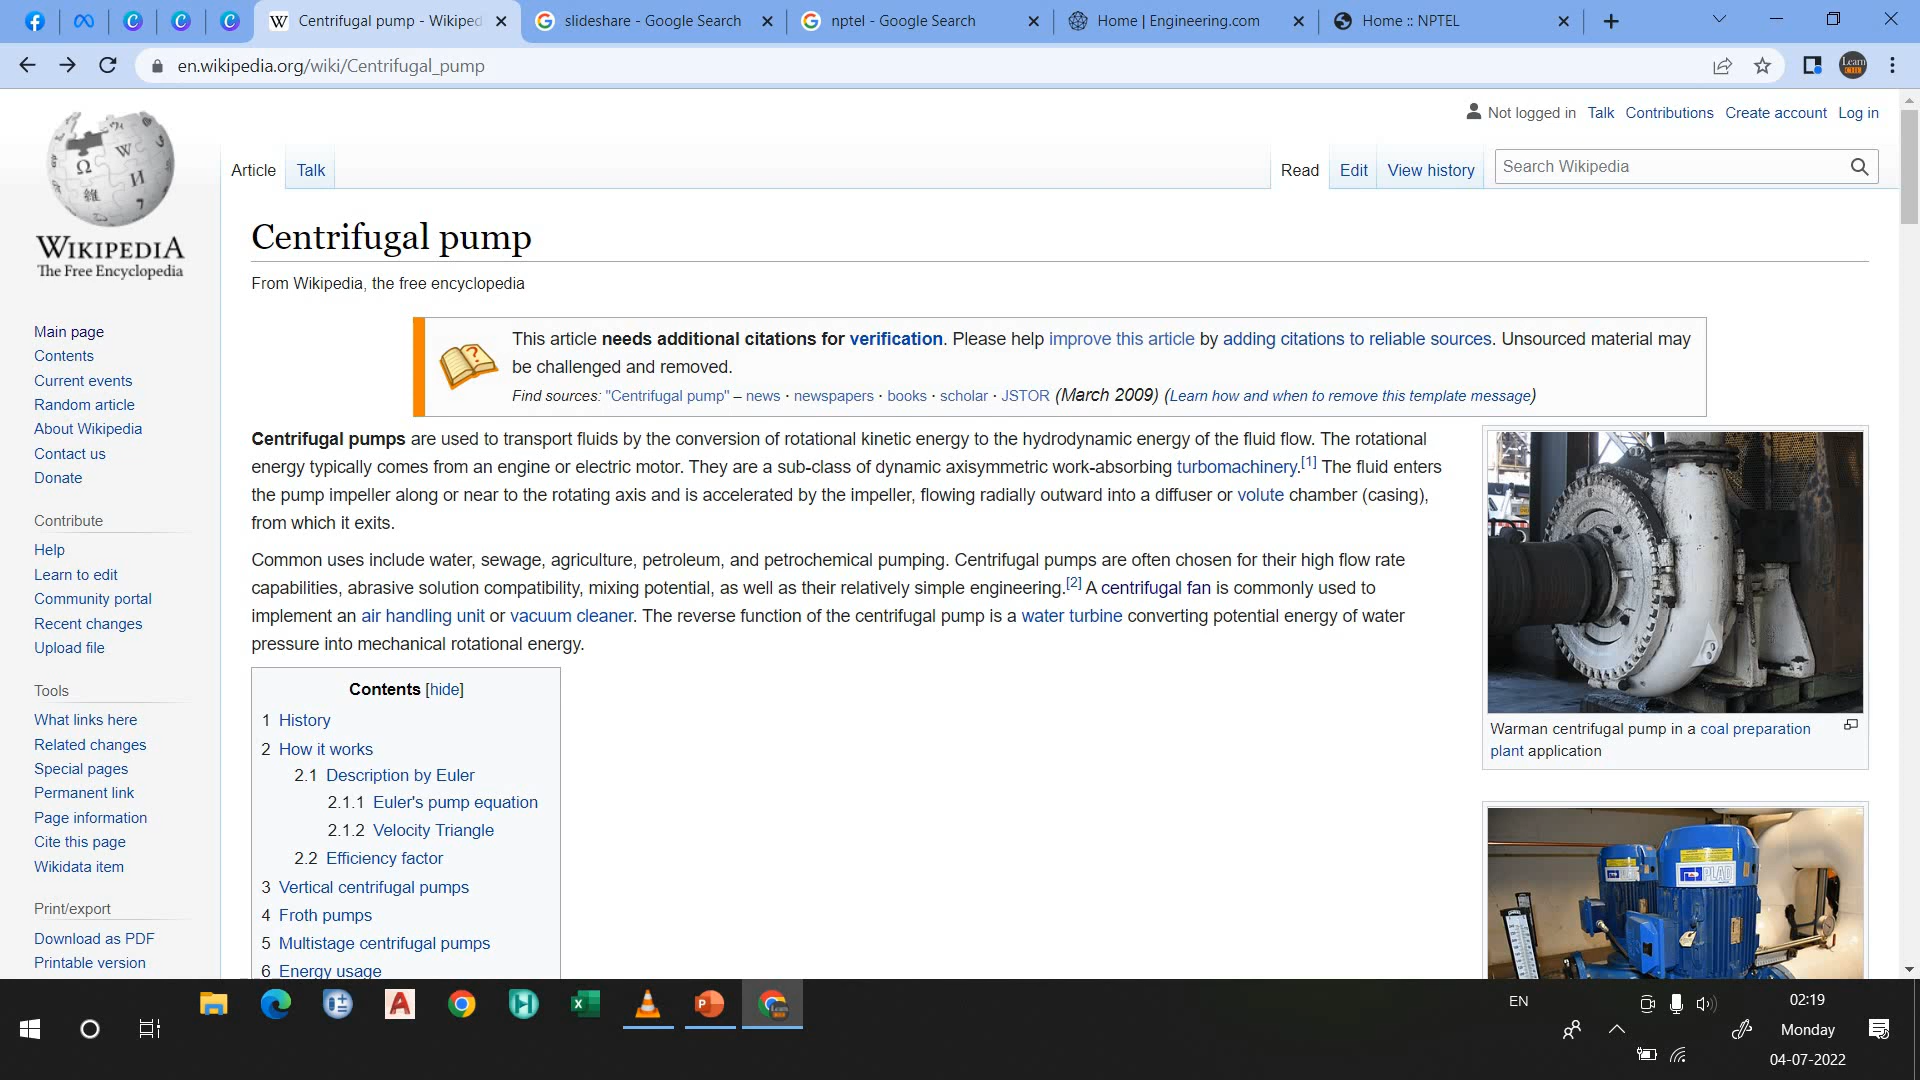 Centrifugal pump - Wikiped
slideshare - Google Search
nptel - Google Search
Home | Engineering.com
Home :: NPTEL
en.wikipedia.org/wiki/Centrifugal_pump
Not logged in Talk Contributions Create account Log in
Article Talk
Read Edit View history
Search Wikipedia
WIKIPEDIA
The Free Encyclopedia
Main page
Contents
Current events
Random article
About Wikipedia
Contact us
Donate
Contribute
Help
Learn to edit
Community portal
Recent changes
Upload file
Tools
What links here
Related changes
Special pages
Permanent link
Page information
Cite this page
Wikidata item
Print/export
Download as PDF
Printable version
Centrifugal pump
From Wikipedia, the free encyclopedia
This article needs additional citations for verification. Please help improve this article by adding citations to reliable sources. Unsourced material may
be challenged and removed.
Find sources: "Centrifugal pump" – news · newspapers · books · scholar · JSTOR (March 2009) (Learn how and when to remove this template message)
Centrifugal pumps are used to transport fluids by the conversion of rotational kinetic energy to the hydrodynamic energy of the fluid flow. The rotational
energy typically comes from an engine or electric motor. They are a sub-class of dynamic axisymmetric work-absorbing turbomachinery.[1] The fluid enters
the pump impeller along or near to the rotating axis and is accelerated by the impeller, flowing radially outward into a diffuser or volute chamber (casing),
from which it exits.
Common uses include water, sewage, agriculture, petroleum, and petrochemical pumping. Centrifugal pumps are often chosen for their high flow rate
capabilities, abrasive solution compatibility, mixing potential, as well as their relatively simple engineering.[2] A centrifugal fan is commonly used to
implement an air handling unit or vacuum cleaner. The reverse function of the centrifugal pump is a water turbine converting potential energy of water
pressure into mechanical rotational energy.
Contents [hide]
1 History
2 How it works
2.1 Description by Euler
2.1.1 Euler's pump equation
2.1.2 Velocity Triangle
2.2 Efficiency factor
3 Vertical centrifugal pumps
4 Froth pumps
5 Multistage centrifugal pumps
6 Energy usage
Warman centrifugal pump in a coal preparation
plant application
PLAD
EN
02:19
Monday
04-07-2022